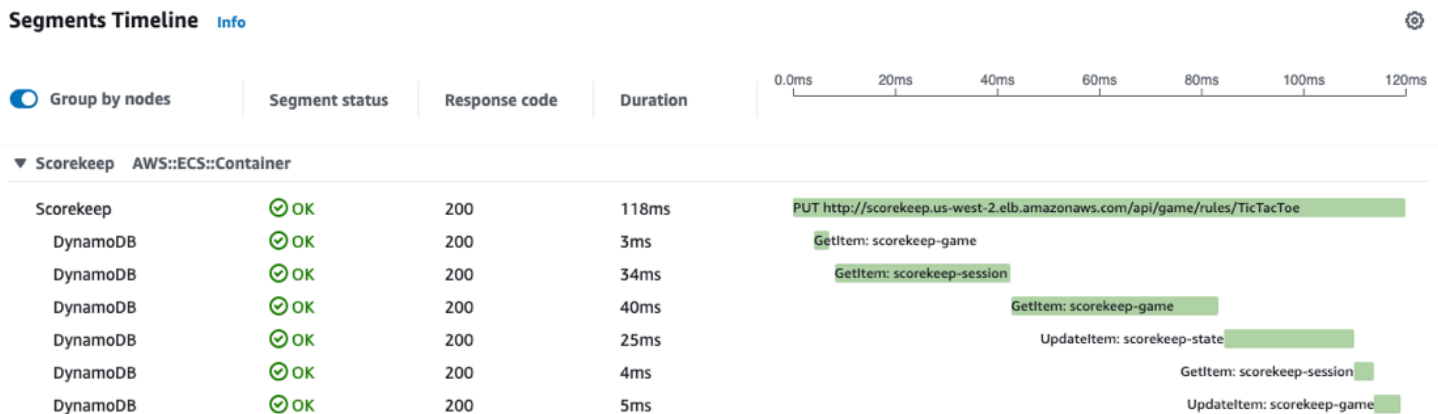 Segments Timeline Info
0.0ms 20ms 40ms 60ms 80ms 100ms 120ms
Group by nodes Segment status Response code Duration
Scorekeep AWS::ECS::Container
Scorekeep OK 200 118ms PUT http://scorekeep.us-west-2.elb.amazonaws.com/api/game/rules/TicTacToe
DynamoDB OK 200 3ms GetItem: scorekeep-game
DynamoDB OK 200 34ms GetItem: scorekeep-session
DynamoDB OK 200 40ms GetItem: scorekeep-game
DynamoDB OK 200 25ms UpdateItem: scorekeep-state
DynamoDB OK 200 4ms GetItem: scorekeep-session
DynamoDB OK 200 5ms UpdateItem: scorekeep-game